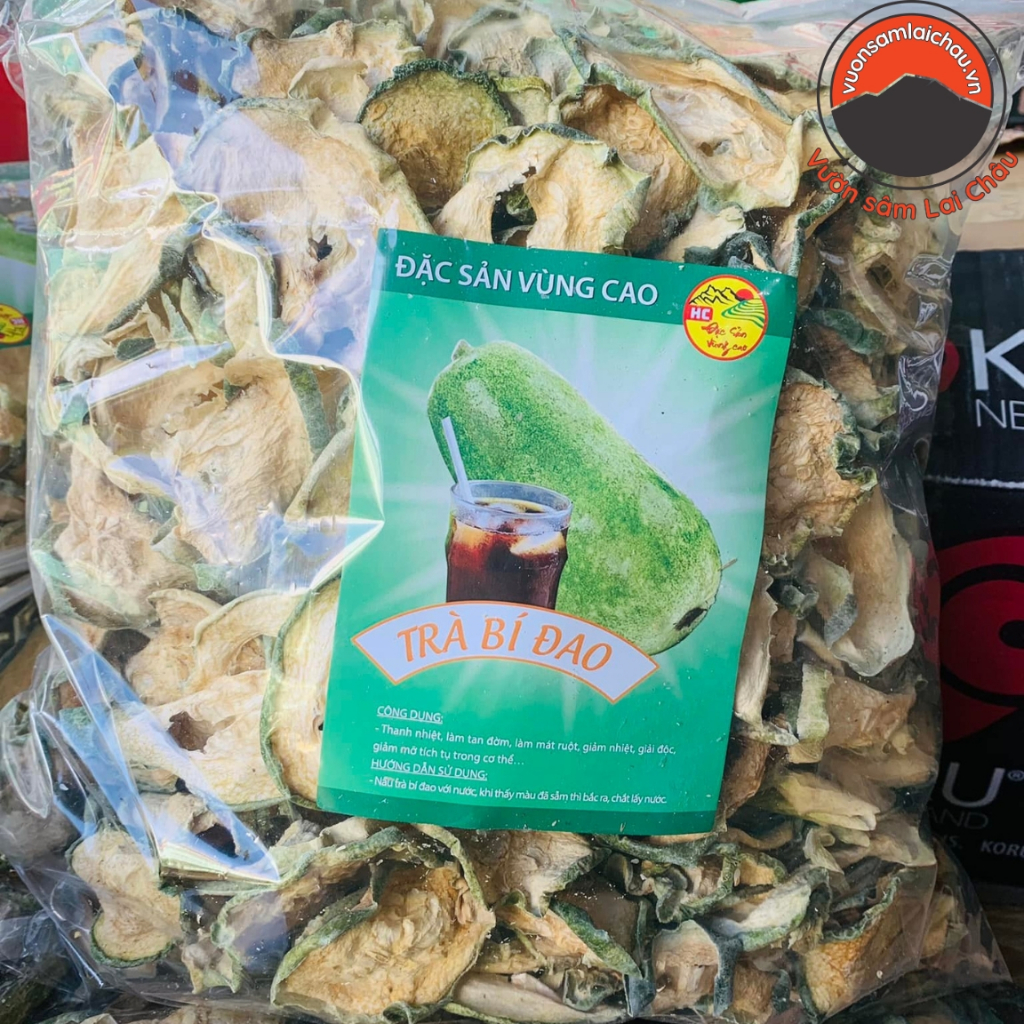 vuonsamlaichau.vn
Vườn sâm Lai Châu
ĐẶC SẢN VÙNG CAO
HC
Đặc Sản
Vùng cao
TRÀ BÍ ĐAO
CÔNG DỤNG:
- Thanh nhiệt, làm tan đờm, làm mát ruột, giảm nhiệt, giải độc,
giảm mỡ tích tụ trong cơ thể...
HƯỚNG DẪN SỬ DỤNG:
- Nấu trà bí đao với nước, khi thấy màu đã sẫm thì bắc ra, chắt lấy nước.
K
NE
U®
AND
KORE